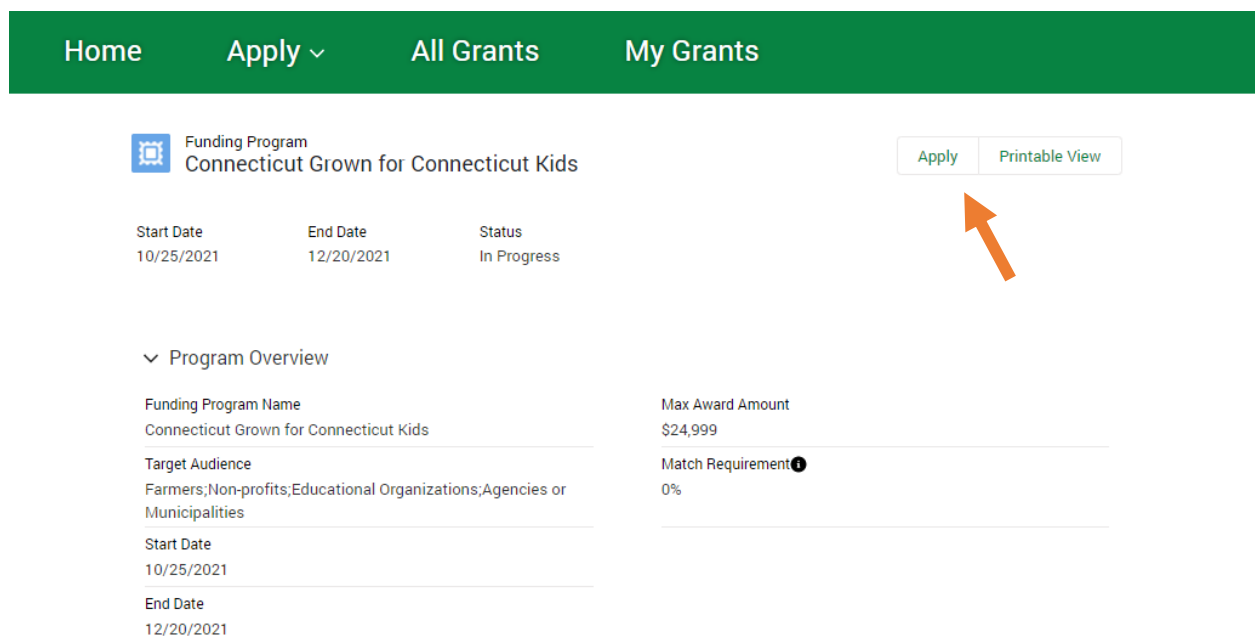 Home Apply All Grants My Grants
Funding Program
Connecticut Grown for Connecticut Kids
Apply Printable View
Start Date End Date Status
10/25/2021 12/20/2021 In Progress
Program Overview
Funding Program Name
Connecticut Grown for Connecticut Kids
Max Award Amount
$24,999
Target Audience
Farmers;Non-profits;Educational Organizations;Agencies or
Municipalities
Match Requirement
0%
Start Date
10/25/2021
End Date
12/20/2021